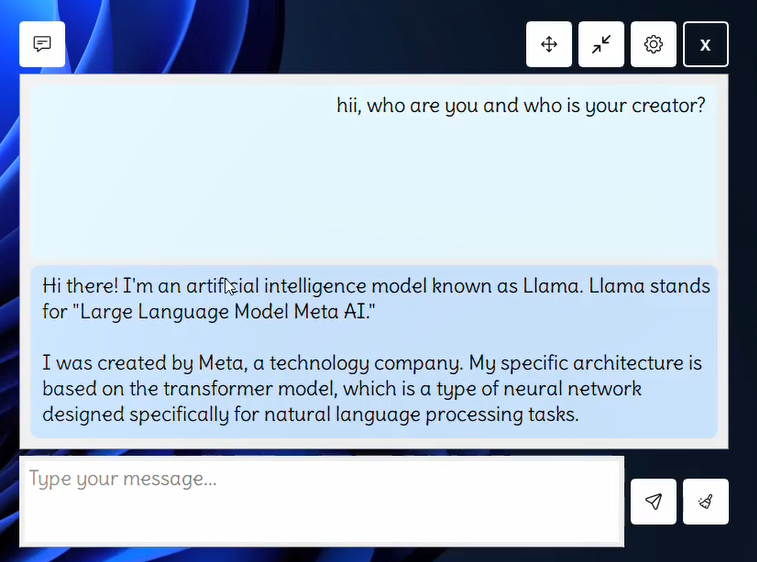 X
hii, who are you and who is your creator?
Hi there! I'm an artificial intelligence model known as Llama. Llama stands
for "Large Language Model Meta AI."
I was created by Meta, a technology company. My specific architecture is
based on the transformer model, which is a type of neural network
designed specifically for natural language processing tasks.
Type your message...